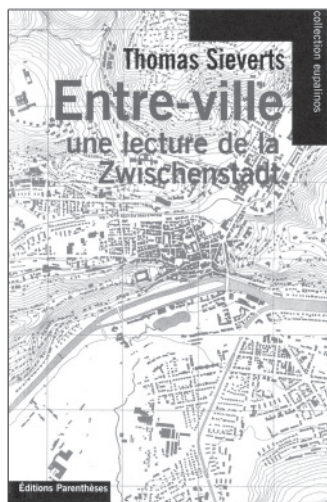 collection eupalinos
Thomas Sieverts
Entre-ville
une lecture de la
Zwischenstadt
Éditions Parenthèses